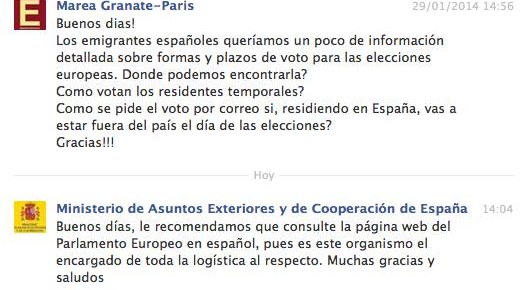 E Marea Granate-Paris 29/01/2014 14:56
Buenos dias!
Los emigrantes españoles queríamos un poco de información
detallada sobre formas y plazos de voto para las elecciones
europeas. Donde podemos encontrarla?
Como votan los residentes temporales?
Como se pide el voto por correo si, residiendo en España, vas a
estar fuera del país el día de las elecciones?
Gracias!!!
Hoy
Ministerio de Asuntos Exteriores y de Cooperación de España 14:04
Buenos días, le recomendamos que consulte la página web del
Parlamento Europeo en español, pues es este organismo el
encargado de toda la logística al respecto. Muchas gracias y
saludos